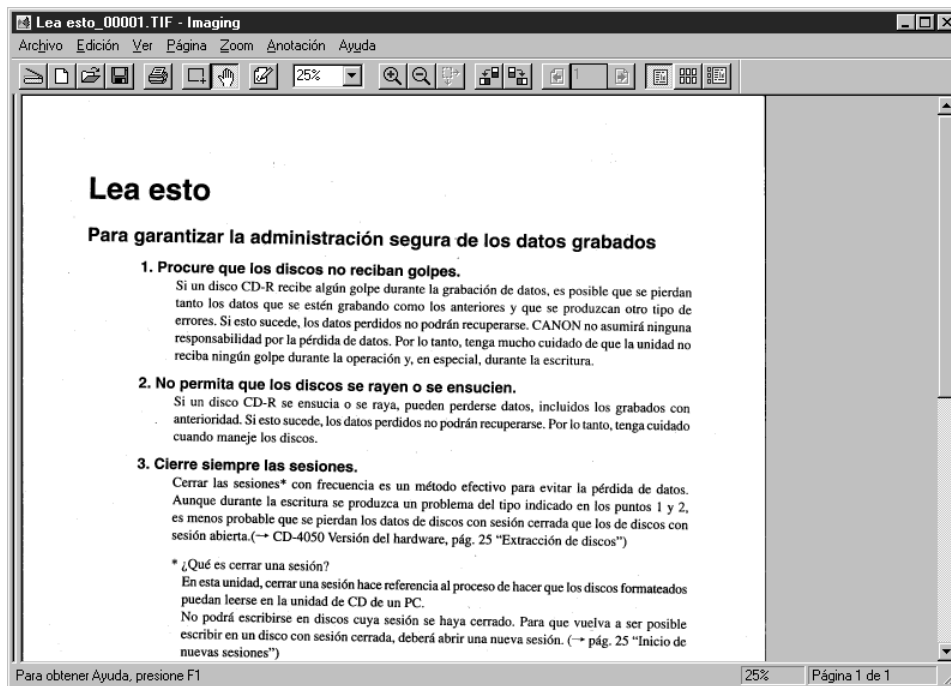 Lea esto_00001.TIF - Imaging
Archivo Edición Ver Página Zoom Anotación Ayuda
25% 1
Lea esto
Para garantizar la administración segura de los datos grabados
1. Procure que los discos no reciban golpes.
Si un disco CD-R recibe algún golpe durante la grabación de datos, es posible que se pierdan
tanto los datos que se estén grabando como los anteriores y que se produzcan otro tipo de
errores. Si esto sucede, los datos perdidos no podrán recuperarse. CANON no asumirá ninguna
responsabilidad por la pérdida de datos. Por lo tanto, tenga mucho cuidado de que la unidad no
reciba ningún golpe durante la operación y, en especial, durante la escritura.
2. No permita que los discos se rayen o se ensucien.
Si un disco CD-R se ensucia o se raya, pueden perderse datos, incluidos los grabados con
anterioridad. Si esto sucede, los datos perdidos no podrán recuperarse. Por lo tanto, tenga cuidado
cuando maneje los discos.
3. Cierre siempre las sesiones.
Cerrar las sesiones* con frecuencia es un método efectivo para evitar la pérdida de datos.
Aunque durante la escritura se produzca un problema del tipo indicado en los puntos 1 y 2,
es menos probable que se pierdan los datos de discos con sesión cerrada que los de discos con
sesión abierta.(→ CD-4050 Versión del hardware, pág. 25 “Extracción de discos”)
* ¿Qué es cerrar una sesión?
En esta unidad, cerrar una sesión hace referencia al proceso de hacer que los discos formateados
puedan leerse en la unidad de CD de un PC.
No podrá escribirse en discos cuya sesión se haya cerrado. Para que vuelva a ser posible
escribir en un disco con sesión cerrada, deberá abrir una nueva sesión. (→ pág. 25 “Inicio de
nuevas sesiones”)
Para obtener Ayuda, presione F1 25% Página 1 de 1